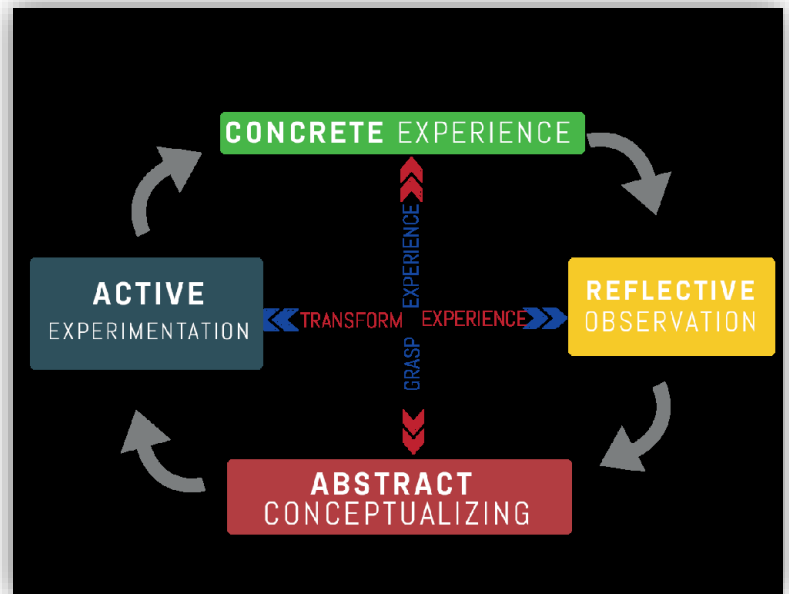 CONCRETE EXPERIENCE
ACTIVE
EXPERIMENTATION
TRANSFORM EXPERIENCE
GRASP EXPERIENCE
REFLECTIVE
OBSERVATION
ABSTRACT
CONCEPTUALIZING